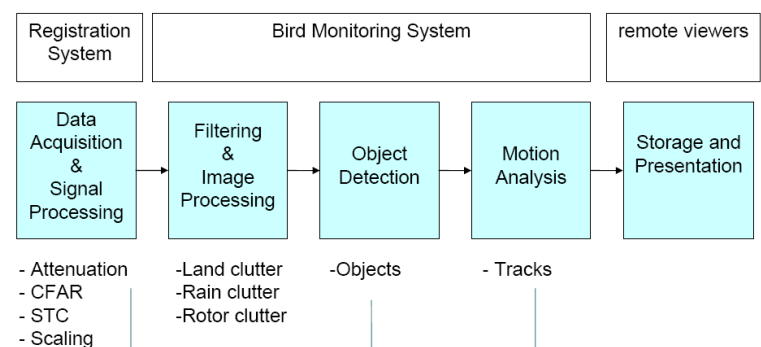 Registration
System
Bird Monitoring System
remote viewers
Data
Acquisition
&
Signal
Processing
Filtering
&
Image
Processing
Object
Detection
Motion
Analysis
Storage and
Presentation
- Attenuation
- CFAR
- STC
- Scaling
-Land clutter
-Rain clutter
-Rotor clutter
-Objects
- Tracks